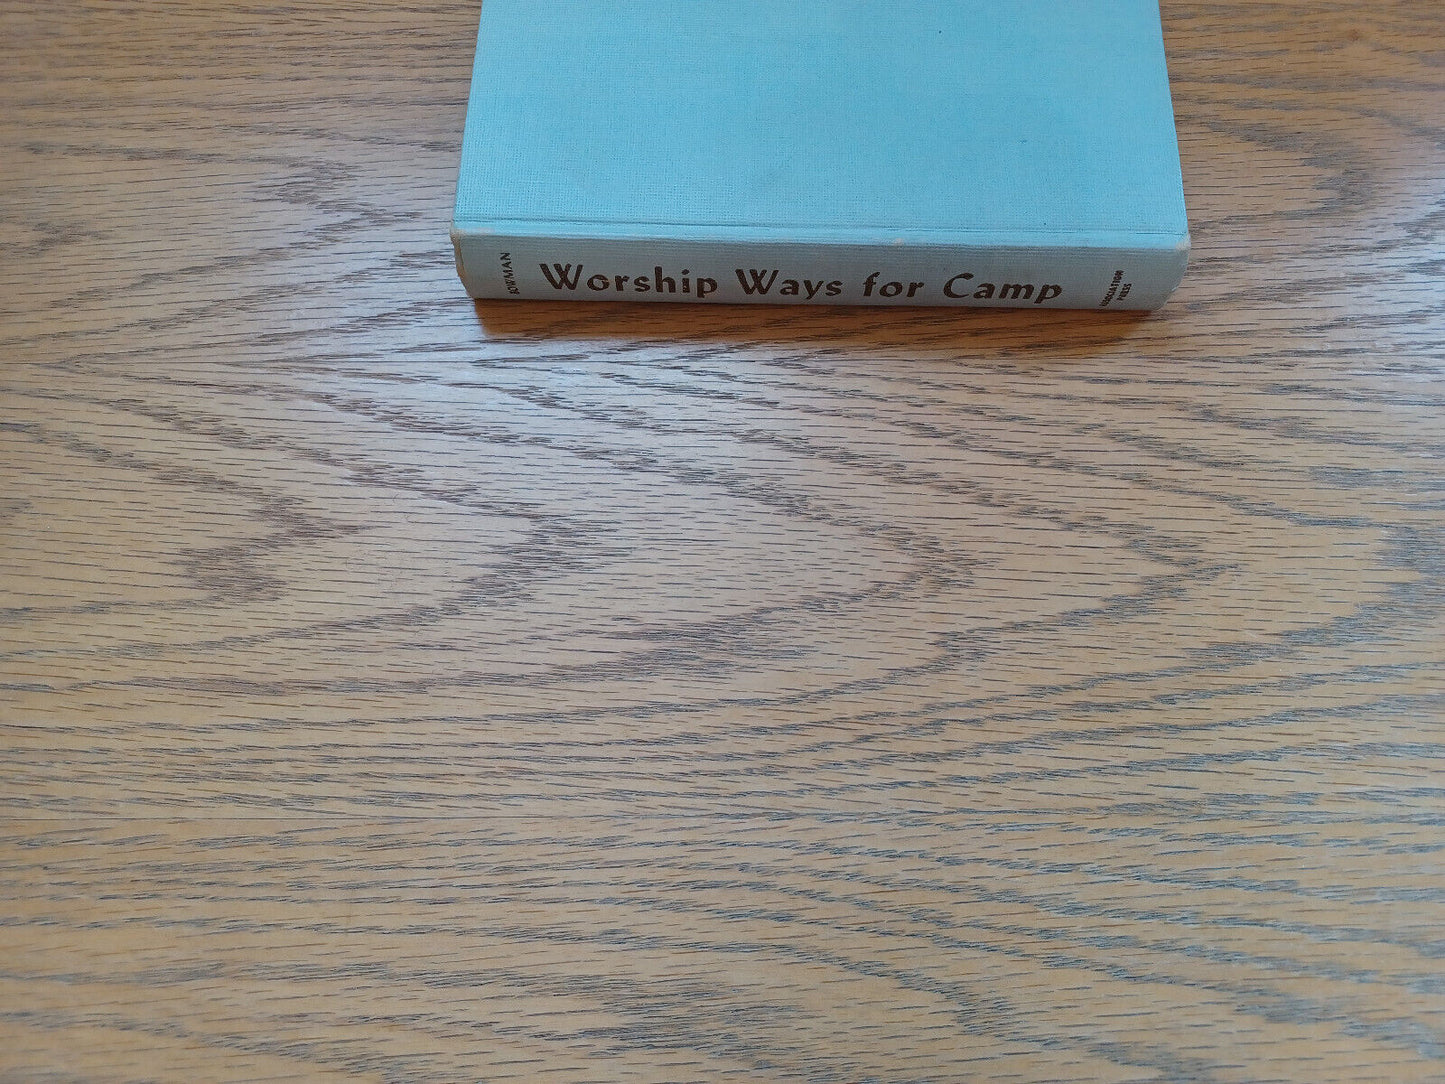 BOWMAN
Worship Ways for Camp
ASSOCIATION
PRESS